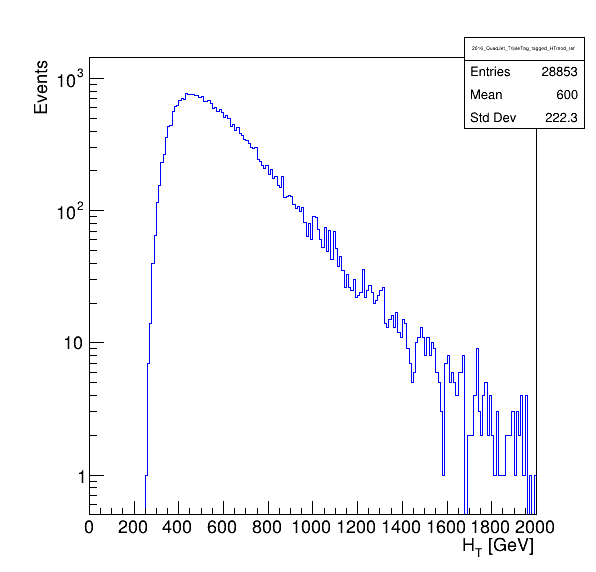 2016_QuadJet_TripleTag_tagged_HTmod_ref
Entries 28853
Mean 600
Std Dev 222.3
Events
10³
10²
10
1
0 200 400 600 800 1000 1200 1400 1600 1800 2000
H_T [GeV]